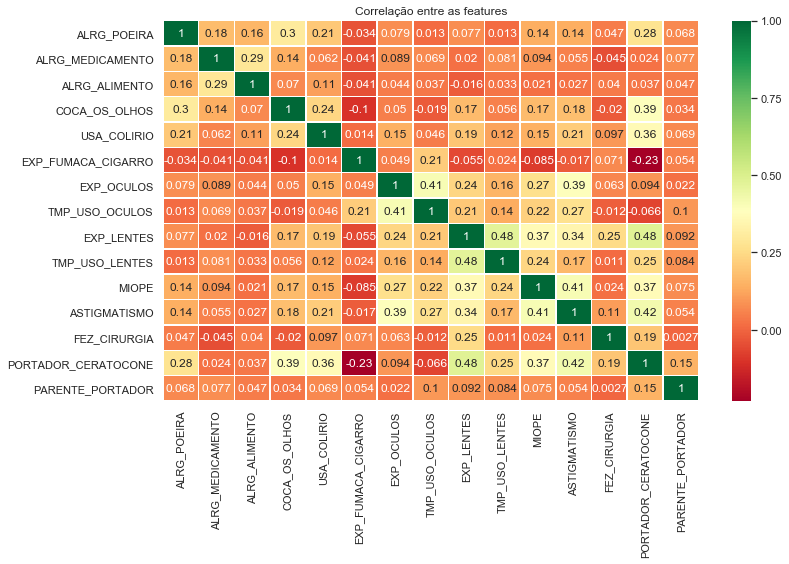 Correlação entre as features
ALRG_POEIRA 1 0.18 0.16 0.3 0.21 -0.034 0.079 0.013 0.077 0.013 0.14 0.14 0.047 0.28 0.068
ALRG_MEDICAMENTO 0.18 1 0.29 0.14 0.062 -0.041 0.089 0.069 0.02 0.081 0.094 0.055 -0.045 0.024 0.077
ALRG_ALIMENTO 0.16 0.29 1 0.07 0.11 -0.041 0.044 0.037 -0.016 0.033 0.021 0.027 0.04 0.037 0.047
COCA_OS_OLHOS 0.3 0.14 0.07 1 0.24 -0.1 0.05 -0.019 0.17 0.056 0.17 0.18 -0.02 0.39 0.034
USA_COLIRIO 0.21 0.062 0.11 0.24 1 0.014 0.15 0.046 0.19 0.12 0.15 0.21 0.097 0.36 0.069
EXP_FUMACA_CIGARRO -0.034 -0.041 -0.041 -0.1 0.014 1 0.049 0.21 -0.055 0.024 -0.085 -0.017 0.071 -0.23 0.054
EXP_OCULOS 0.079 0.089 0.044 0.05 0.15 0.049 1 0.41 0.24 0.16 0.27 0.39 0.063 0.094 0.022
TMP_USO_OCULOS 0.013 0.069 0.037 -0.019 0.046 0.21 0.41 1 0.21 0.14 0.22 0.27 -0.012 -0.066 0.1
EXP_LENTES 0.077 0.02 -0.016 0.17 0.19 -0.055 0.24 0.21 1 0.48 0.37 0.34 0.25 0.48 0.092
TMP_USO_LENTES 0.013 0.081 0.033 0.056 0.12 0.024 0.16 0.14 0.48 1 0.24 0.17 0.011 0.25 0.084
MIOPE 0.14 0.094 0.021 0.17 0.15 -0.085 0.27 0.22 0.37 0.24 1 0.41 0.024 0.37 0.075
ASTIGMATISMO 0.14 0.055 0.027 0.18 0.21 -0.017 0.39 0.27 0.34 0.17 0.41 1 0.11 0.42 0.054
FEZ_CIRURGIA 0.047 -0.045 0.04 -0.02 0.097 0.071 0.063 -0.012 0.25 0.011 0.024 0.11 1 0.19 0.0027
PORTADOR_CERATOCONE 0.28 0.024 0.037 0.39 0.36 -0.23 0.094 -0.066 0.48 0.25 0.37 0.42 0.19 1 0.15
PARENTE_PORTADOR 0.068 0.077 0.047 0.034 0.069 0.054 0.022 0.1 0.092 0.084 0.075 0.054 0.0027 0.15 1
ALRG_POEIRA
ALRG_MEDICAMENTO
ALRG_ALIMENTO
COCA_OS_OLHOS
USA_COLIRIO
EXP_FUMACA_CIGARRO
EXP_OCULOS
TMP_USO_OCULOS
EXP_LENTES
TMP_USO_LENTES
MIOPE
ASTIGMATISMO
FEZ_CIRURGIA
PORTADOR_CERATOCONE
PARENTE_PORTADOR
1.00
0.75
0.50
0.25
0.00